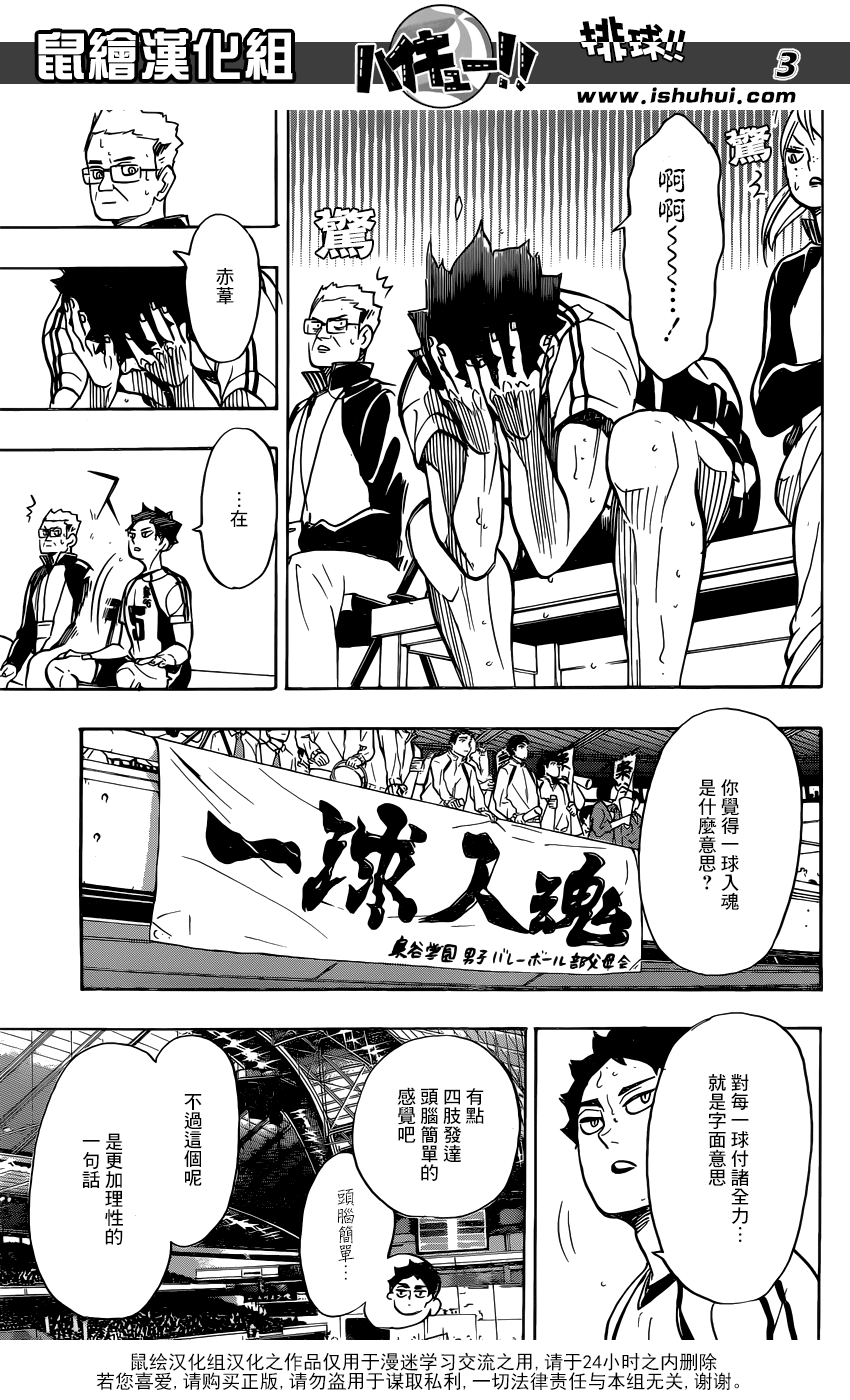 鼠繪漢化組
ハイキュー!!
排球!!
3
www.ishuhui.com
驚
啊啊～～～…!
驚
赤葦
…在
你覺得一球入魂
是什麼意思?
一球入魂
梟谷学園 男子バレーボール部父母会
對每一球付諸全力…
就是字面意思
有點
四肢發達
頭腦簡單的
感覺吧
頭腦簡單…
不過這個呢
是更加理性的
一句話
鼠绘汉化组汉化之作品仅用于漫迷学习交流之用, 请于24小时之内删除
若您喜爱, 请购买正版, 请勿盗用于谋取私利, 一切法律责任与本组无关, 谢谢。